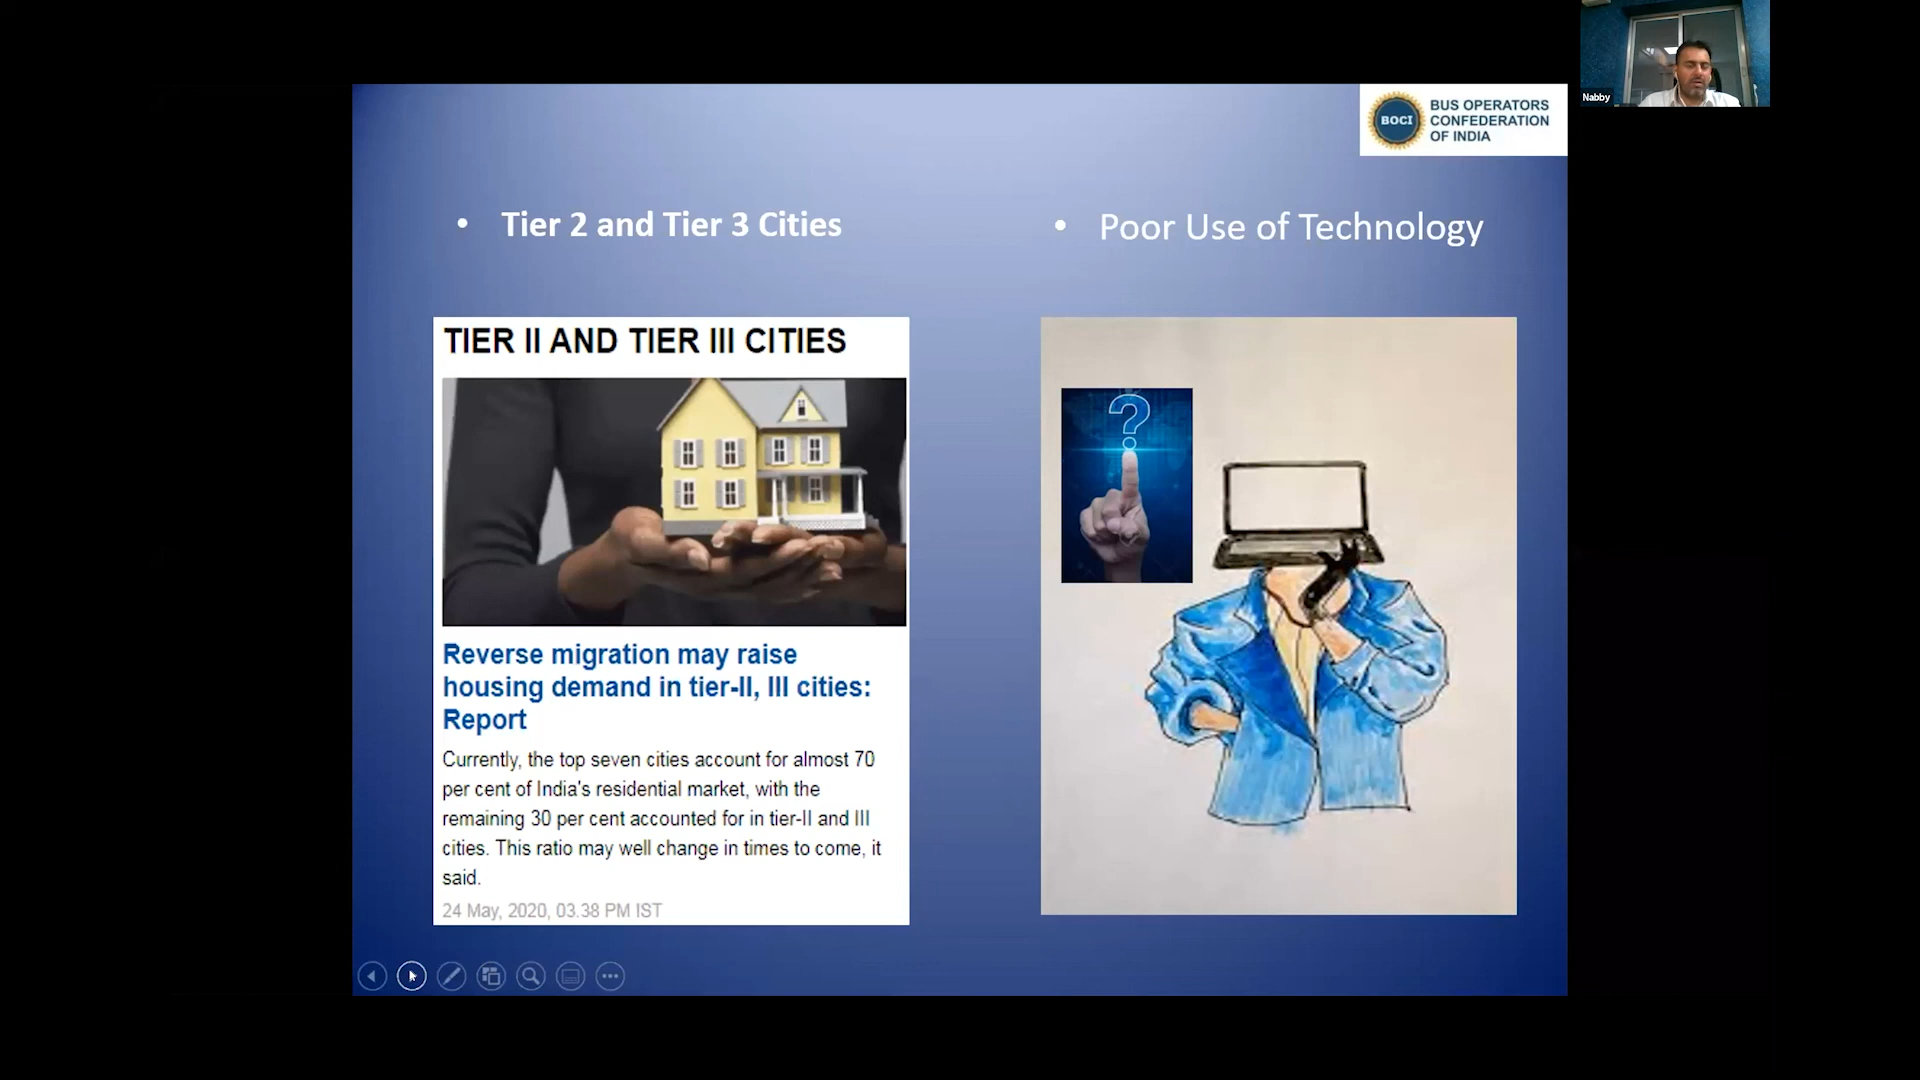 Nabby
BOCI
BUS OPERATORS
CONFEDERATION
OF INDIA
• Tier 2 and Tier 3 Cities
• Poor Use of Technology
TIER II AND TIER III CITIES
Reverse migration may raise
housing demand in tier-II, III cities:
Report
Currently, the top seven cities account for almost 70
per cent of India's residential market, with the
remaining 30 per cent accounted for in tier-II and III
cities. This ratio may well change in times to come, it
said.
24 May, 2020, 03.38 PM IST
?